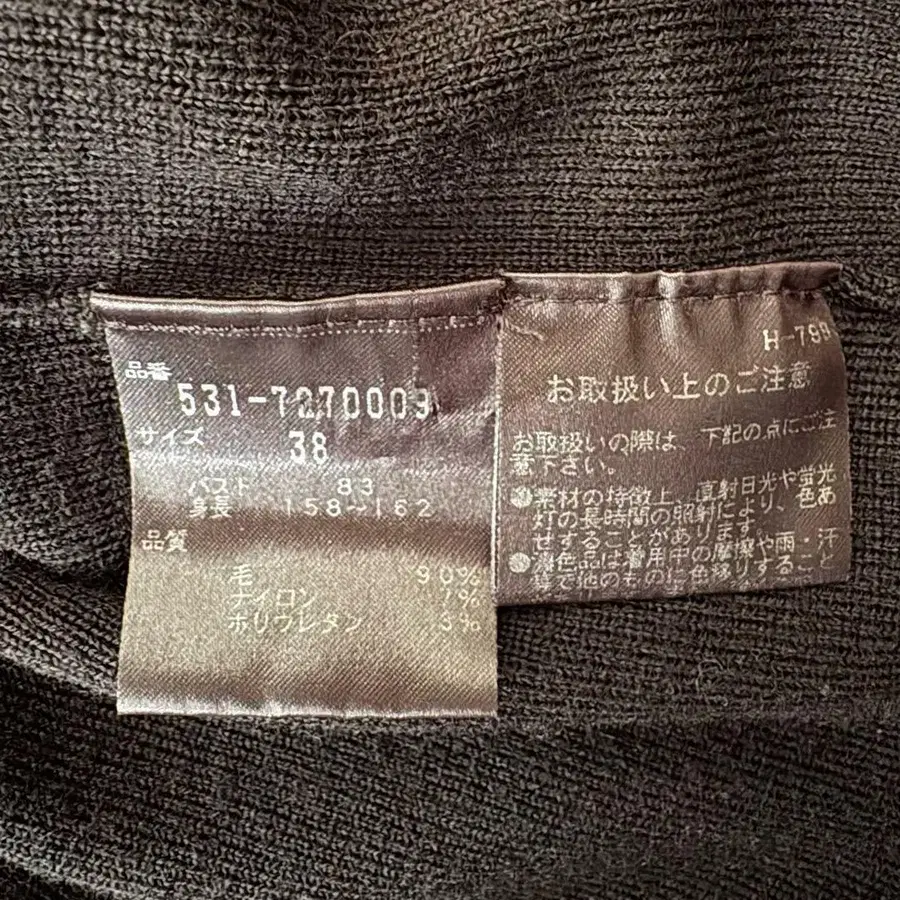 品番
531-7270009
サイズ 38
バスト 83
身長 158〜162
品質
毛 90%
ナイロン 7%
ポリウレタン 3%
H-799
お取扱い上のご注意
お取扱いの際は、下記の点にご注
意下さい。
●素材の特徴上、直射日光や蛍光
灯の長時間の照射により、色あ
せすることがあります。
●濃色品は着用中の摩擦や雨・汗
等で他のものに色移りすること